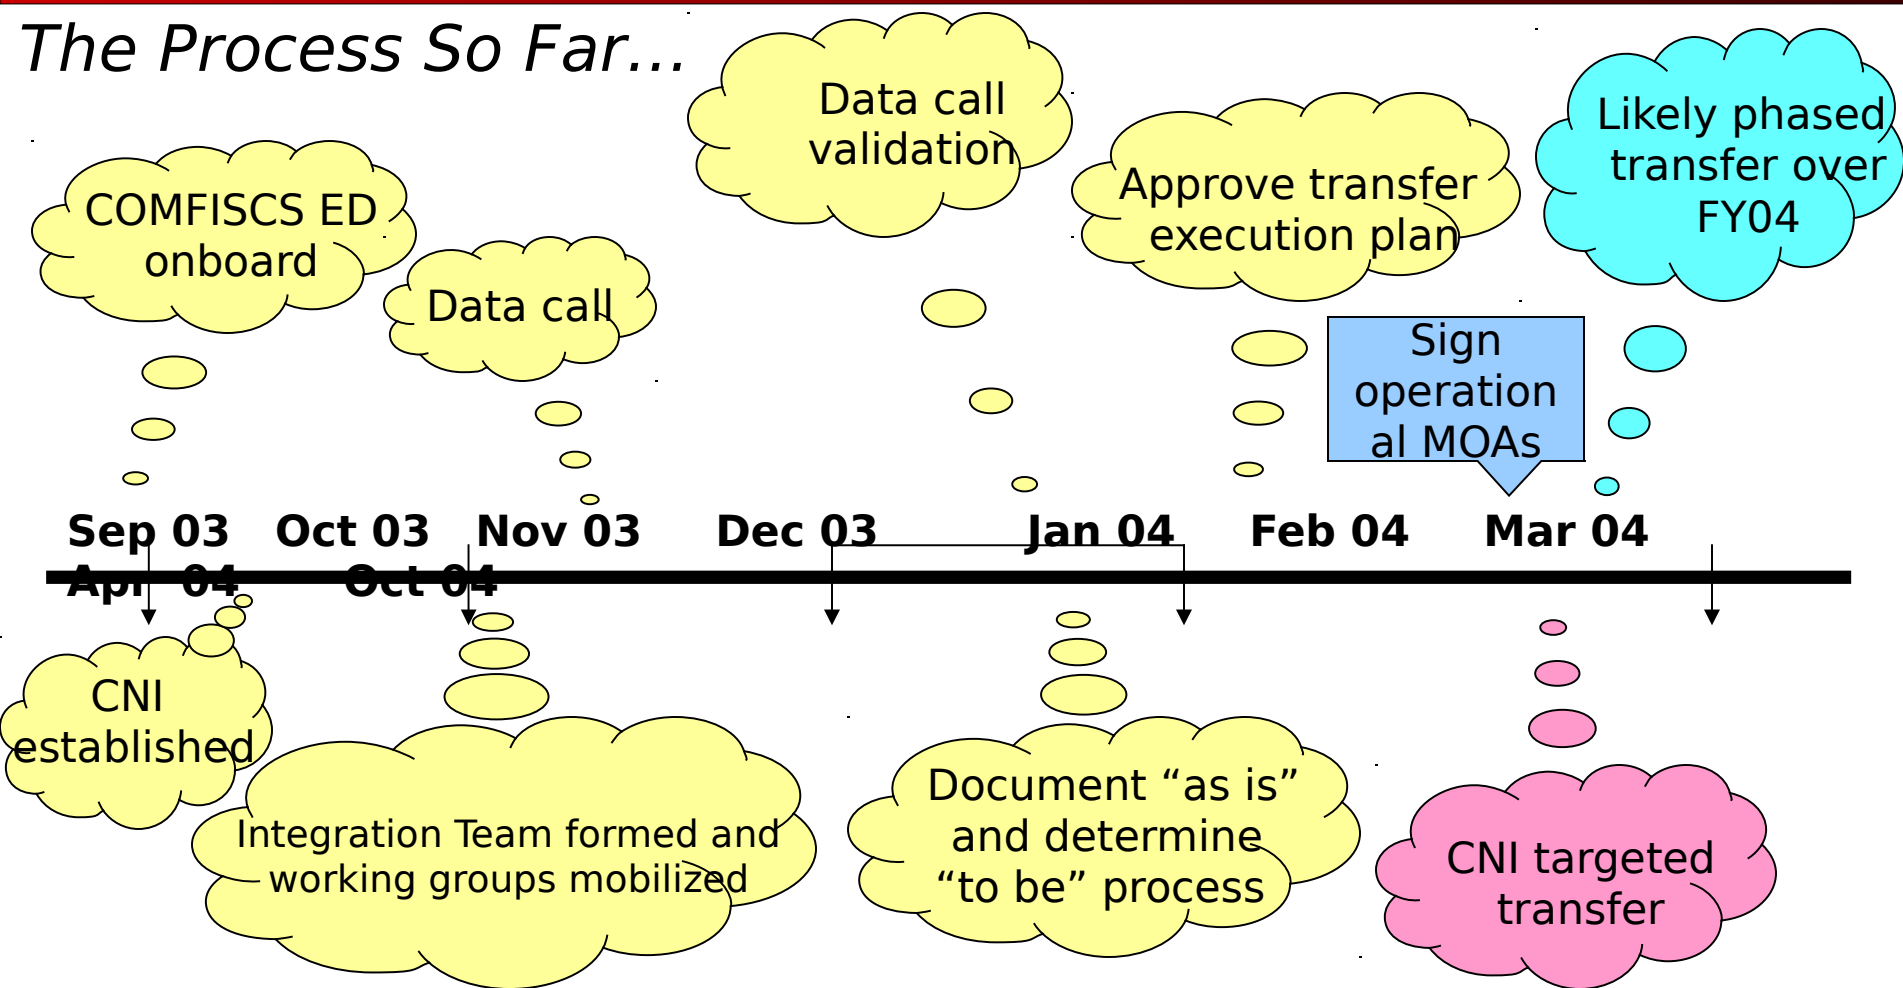 The Process So Far…
Data call
validation
Likely phased
transfer over
FY04
Approve transfer
execution plan
COMFISCS ED
onboard
Data call
Sign
operation
al MOAs
Sep 03 Oct 03 Nov 03 Dec 03 Jan 04 Feb 04 Mar 04
Apr 04 Oct 04
CNI
established
Integration Team formed and
working groups mobilized
Document “as is”
and determine
“to be” process
CNI targeted
transfer